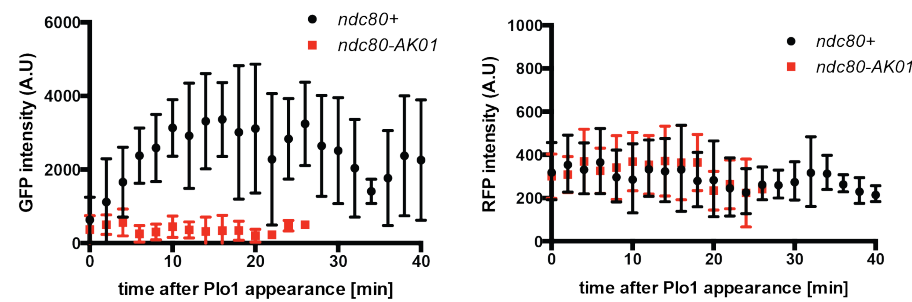 6000
4000
2000
0
GFP intensity (A.U)
0 10 20 30 40
time after Plo1 appearance [min]
ndc80+
ndc80-AK01
1000
800
600
400
200
0
RFP intensity (A.U)
0 10 20 30 40
time after Plo1 appearance [min]
ndc80+
ndc80-AK01